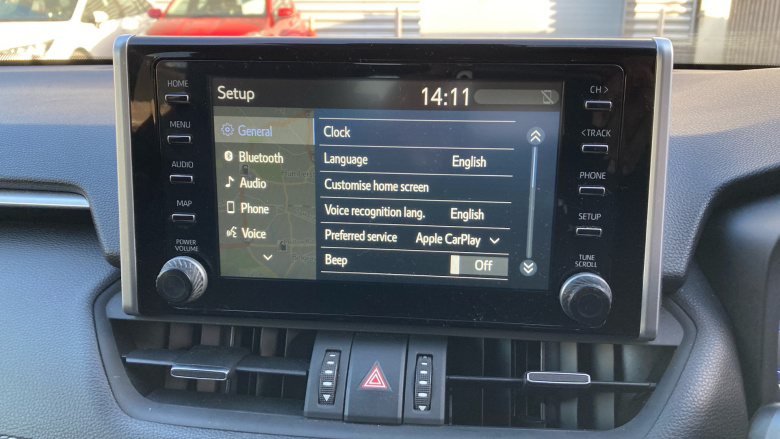 HOME
MENU
AUDIO
MAP
POWER
VOLUME
Setup
14:11
General
Bluetooth
Audio
Phone
Voice
Clock
Language English
Customise home screen
Voice recognition lang. English
Preferred service Apple CarPlay
Beep Off
CH >
< TRACK
PHONE
SETUP
TUNE
SCROLL